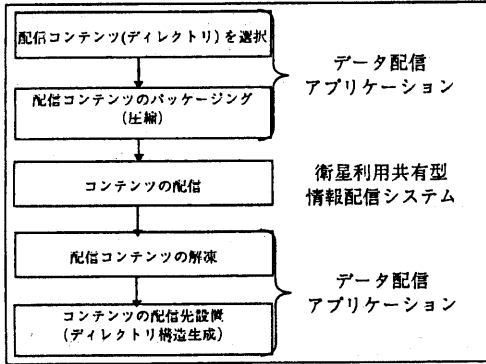 配信コンテンツ(ディレクトリ)を選択
データ配信
アプリケーション
配信コンテンツのパッケージング
(圧縮)
コンテンツの配信
衛星利用共有型
情報配信システム
配信コンテンツの解凍
データ配信
アプリケーション
コンテンツの配信先設置
(ディレクトリ構造生成)